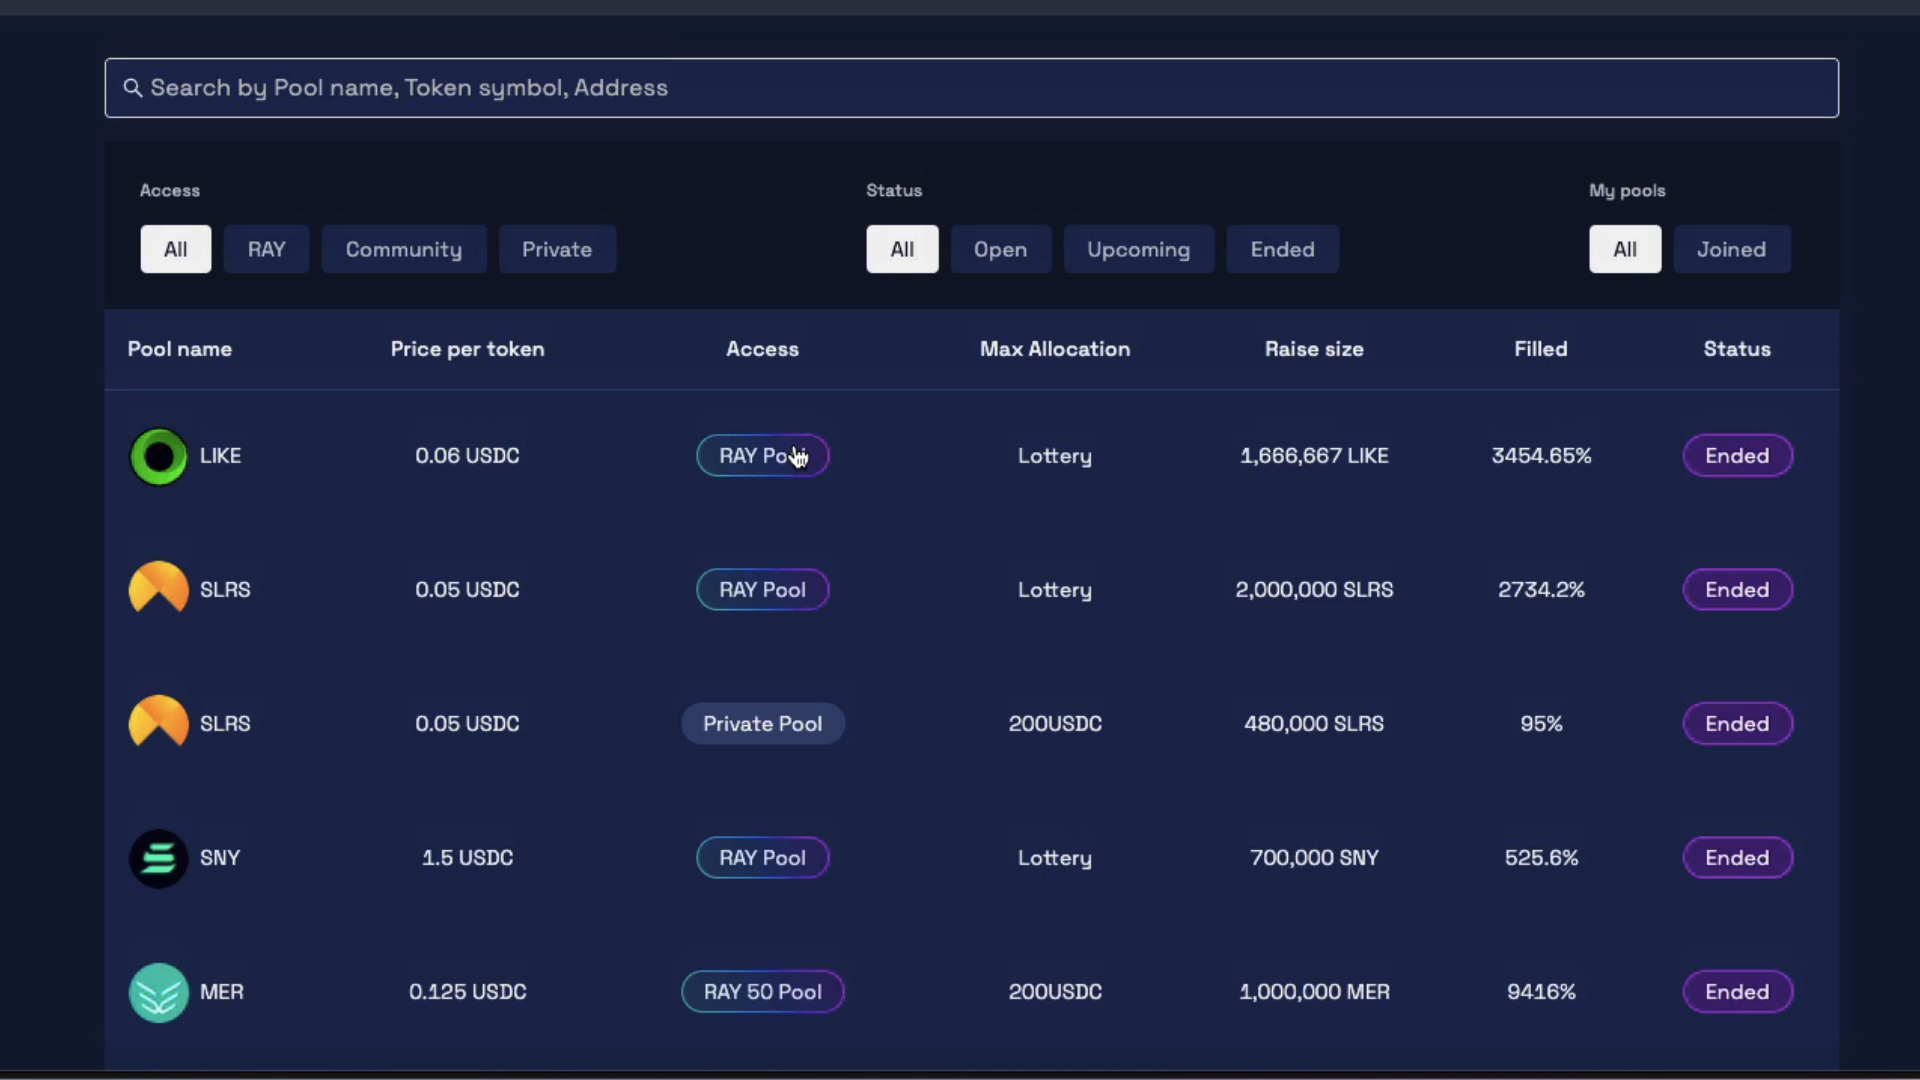 Search by Pool name, Token symbol, Address
Access Status My pools
All RAY Community Private All Open Upcoming Ended All Joined
Pool name Price per token Access Max Allocation Raise size Filled Status
LIKE 0.06 USDC RAY Pool Lottery 1,666,667 LIKE 3454.65% Ended
SLRS 0.05 USDC RAY Pool Lottery 2,000,000 SLRS 2734.2% Ended
SLRS 0.05 USDC Private Pool 200USDC 480,000 SLRS 95% Ended
SNY 1.5 USDC RAY Pool Lottery 700,000 SNY 525.6% Ended
MER 0.125 USDC RAY 50 Pool 200USDC 1,000,000 MER 9416% Ended